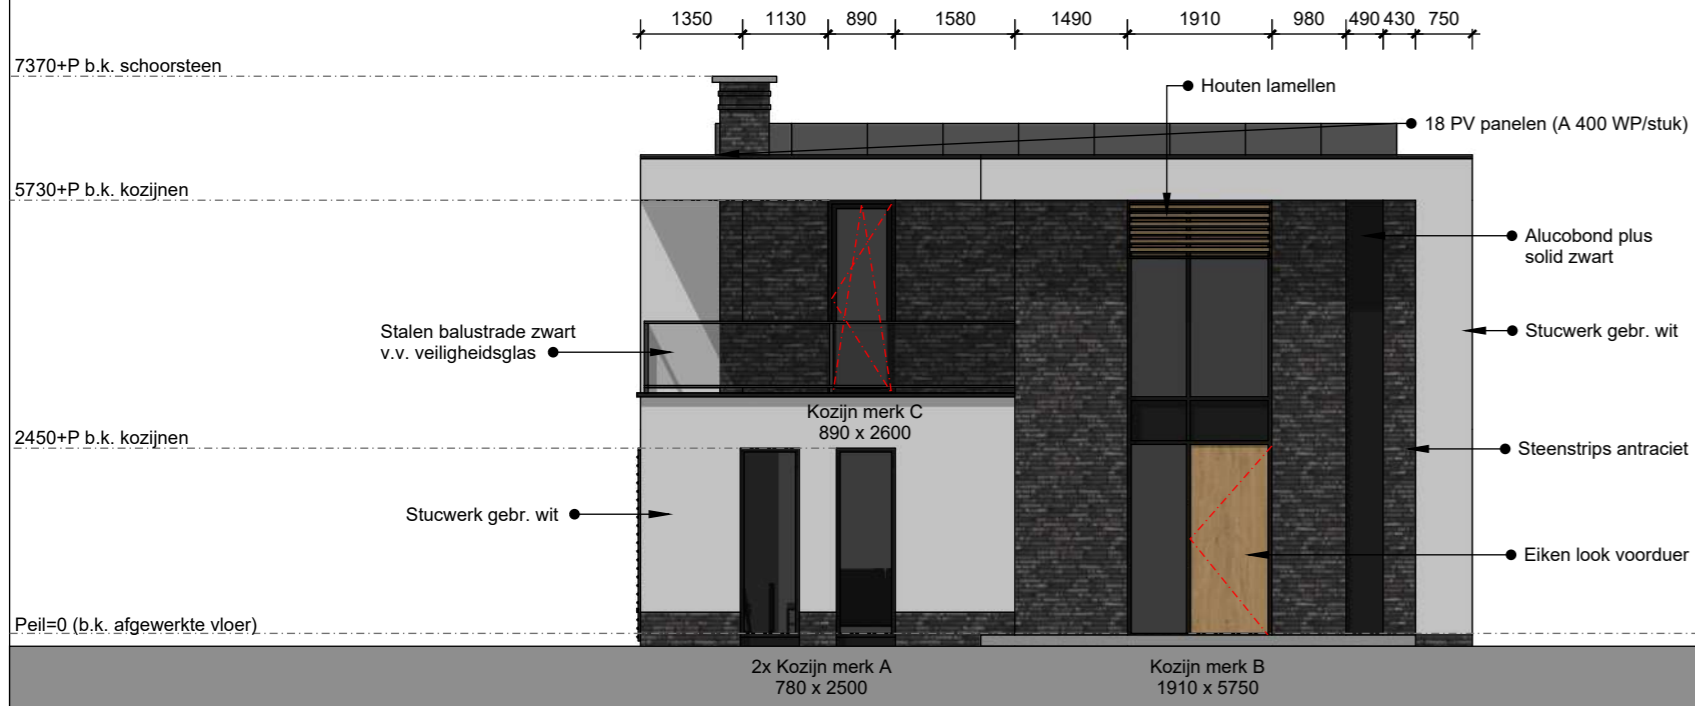 1350 1130 890 1580 1490 1910 980 490 430 750
7370+P b.k. schoorsteen
Houten lamellen
18 PV panelen (A 400 WP/stuk)
5730+P b.k. kozijnen
Alucobond plus
solid zwart
Stalen balustrade zwart
v.v. veiligheidsglas
Stucwerk gebr. wit
Kozijn merk C
890 x 2600
2450+P b.k. kozijnen
Steenstrips antraciet
Stucwerk gebr. wit
Eiken look voorduer
Peil=0 (b.k. afgewerkte vloer)
2x Kozijn merk A
780 x 2500
Kozijn merk B
1910 x 5750